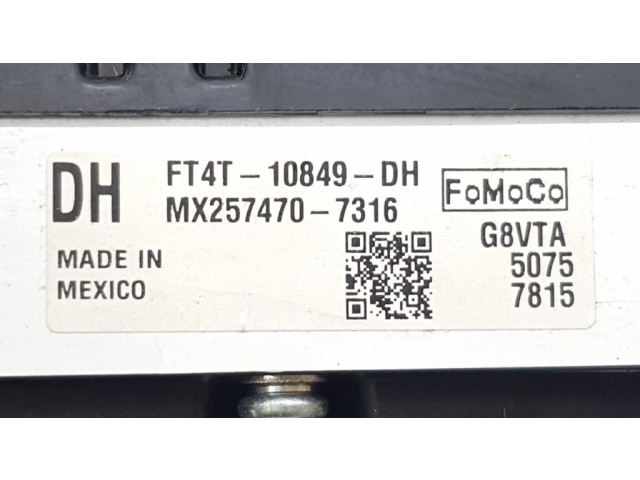 DH
FT4T-10849-DH
MX257470-7316
MADE IN
MEXICO
FoMoCo
G8VTA
5075
7815